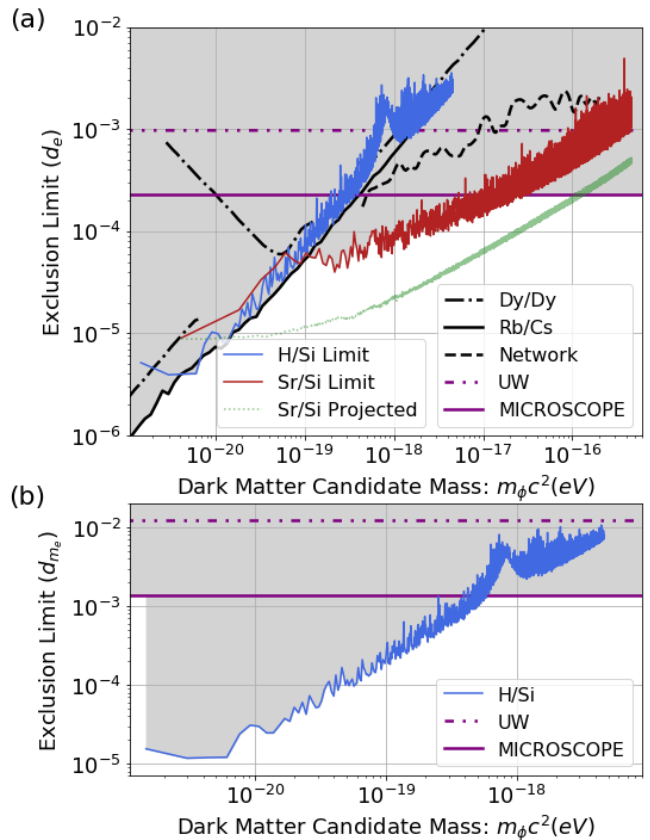 (a)
Exclusion Limit (d_e)
10^-2
10^-3
10^-4
10^-5
10^-6
H/Si Limit
Sr/Si Limit
Sr/Si Projected
Dy/Dy
Rb/Cs
Network
UW
MICROSCOPE
10^-20
10^-19
10^-18
10^-17
10^-16
Dark Matter Candidate Mass: m_ϕc^2(eV)
(b)
Exclusion Limit (d_{m_e})
10^-2
10^-3
10^-4
10^-5
H/Si
UW
MICROSCOPE
10^-20
10^-19
10^-18
Dark Matter Candidate Mass: m_ϕc^2(eV)